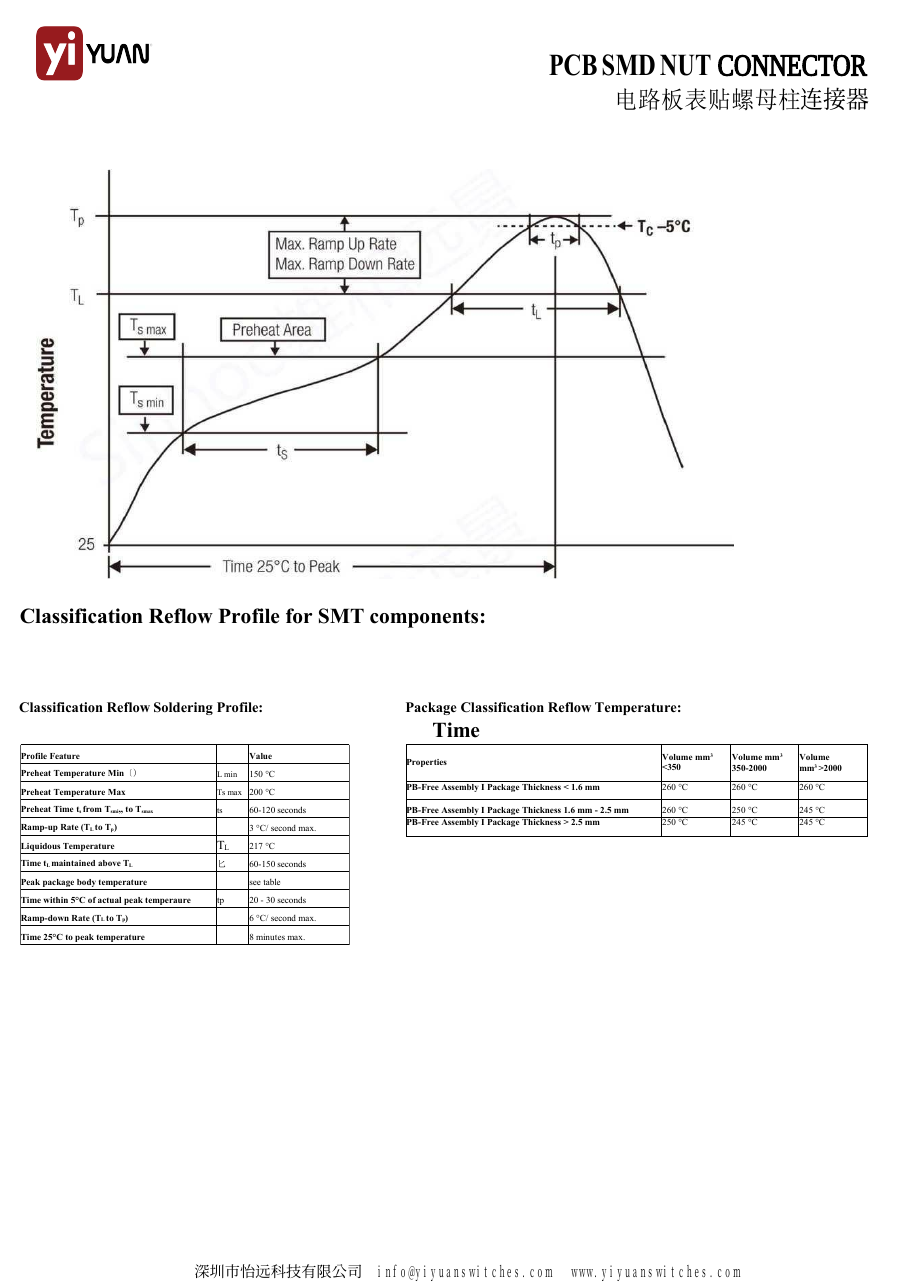 yi YUAN
PCB SMD NUT CONNECTOR
电路板表贴螺母柱连接器
Tp
Max. Ramp Up Rate
Max. Ramp Down Rate
tp
TC –5°C
TL
tL
Ts max
Preheat Area
Ts min
tS
Temperature
25
Time 25°C to Peak
Classification Reflow Profile for SMT components:
Classification Reflow Soldering Profile:
Package Classification Reflow Temperature:
Time
Profile Feature Value
Preheat Temperature Min〔） L min 150 °C
Preheat Temperature Max Ts max 200 °C
Preheat Time ts from Tsmin, to Tsmax ts 60-120 seconds
Ramp-up Rate (TL to Tp) 3 °C/ second max.
Liquidous Temperature TL 217 °C
Time tL maintained above TL 匕 60-150 seconds
Peak package body temperature see table
Time within 5°C of actual peak temperaure tp 20 - 30 seconds
Ramp-down Rate (TL to Tp) 6 °C/ second max.
Time 25°C to peak temperature 8 minutes max.
Properties Volume mm³ <350 Volume mm³ 350-2000 Volume mm³ >2000
PB-Free Assembly I Package Thickness < 1.6 mm 260 °C 260 °C 260 °C
PB-Free Assembly I Package Thickness 1.6 mm - 2.5 mm 260 °C 250 °C 245 °C
PB-Free Assembly I Package Thickness > 2.5 mm 250 °C 245 °C 245 °C
深圳市怡远科技有限公司 info@yiyuanswitches.com www.yiyuanswitches.com